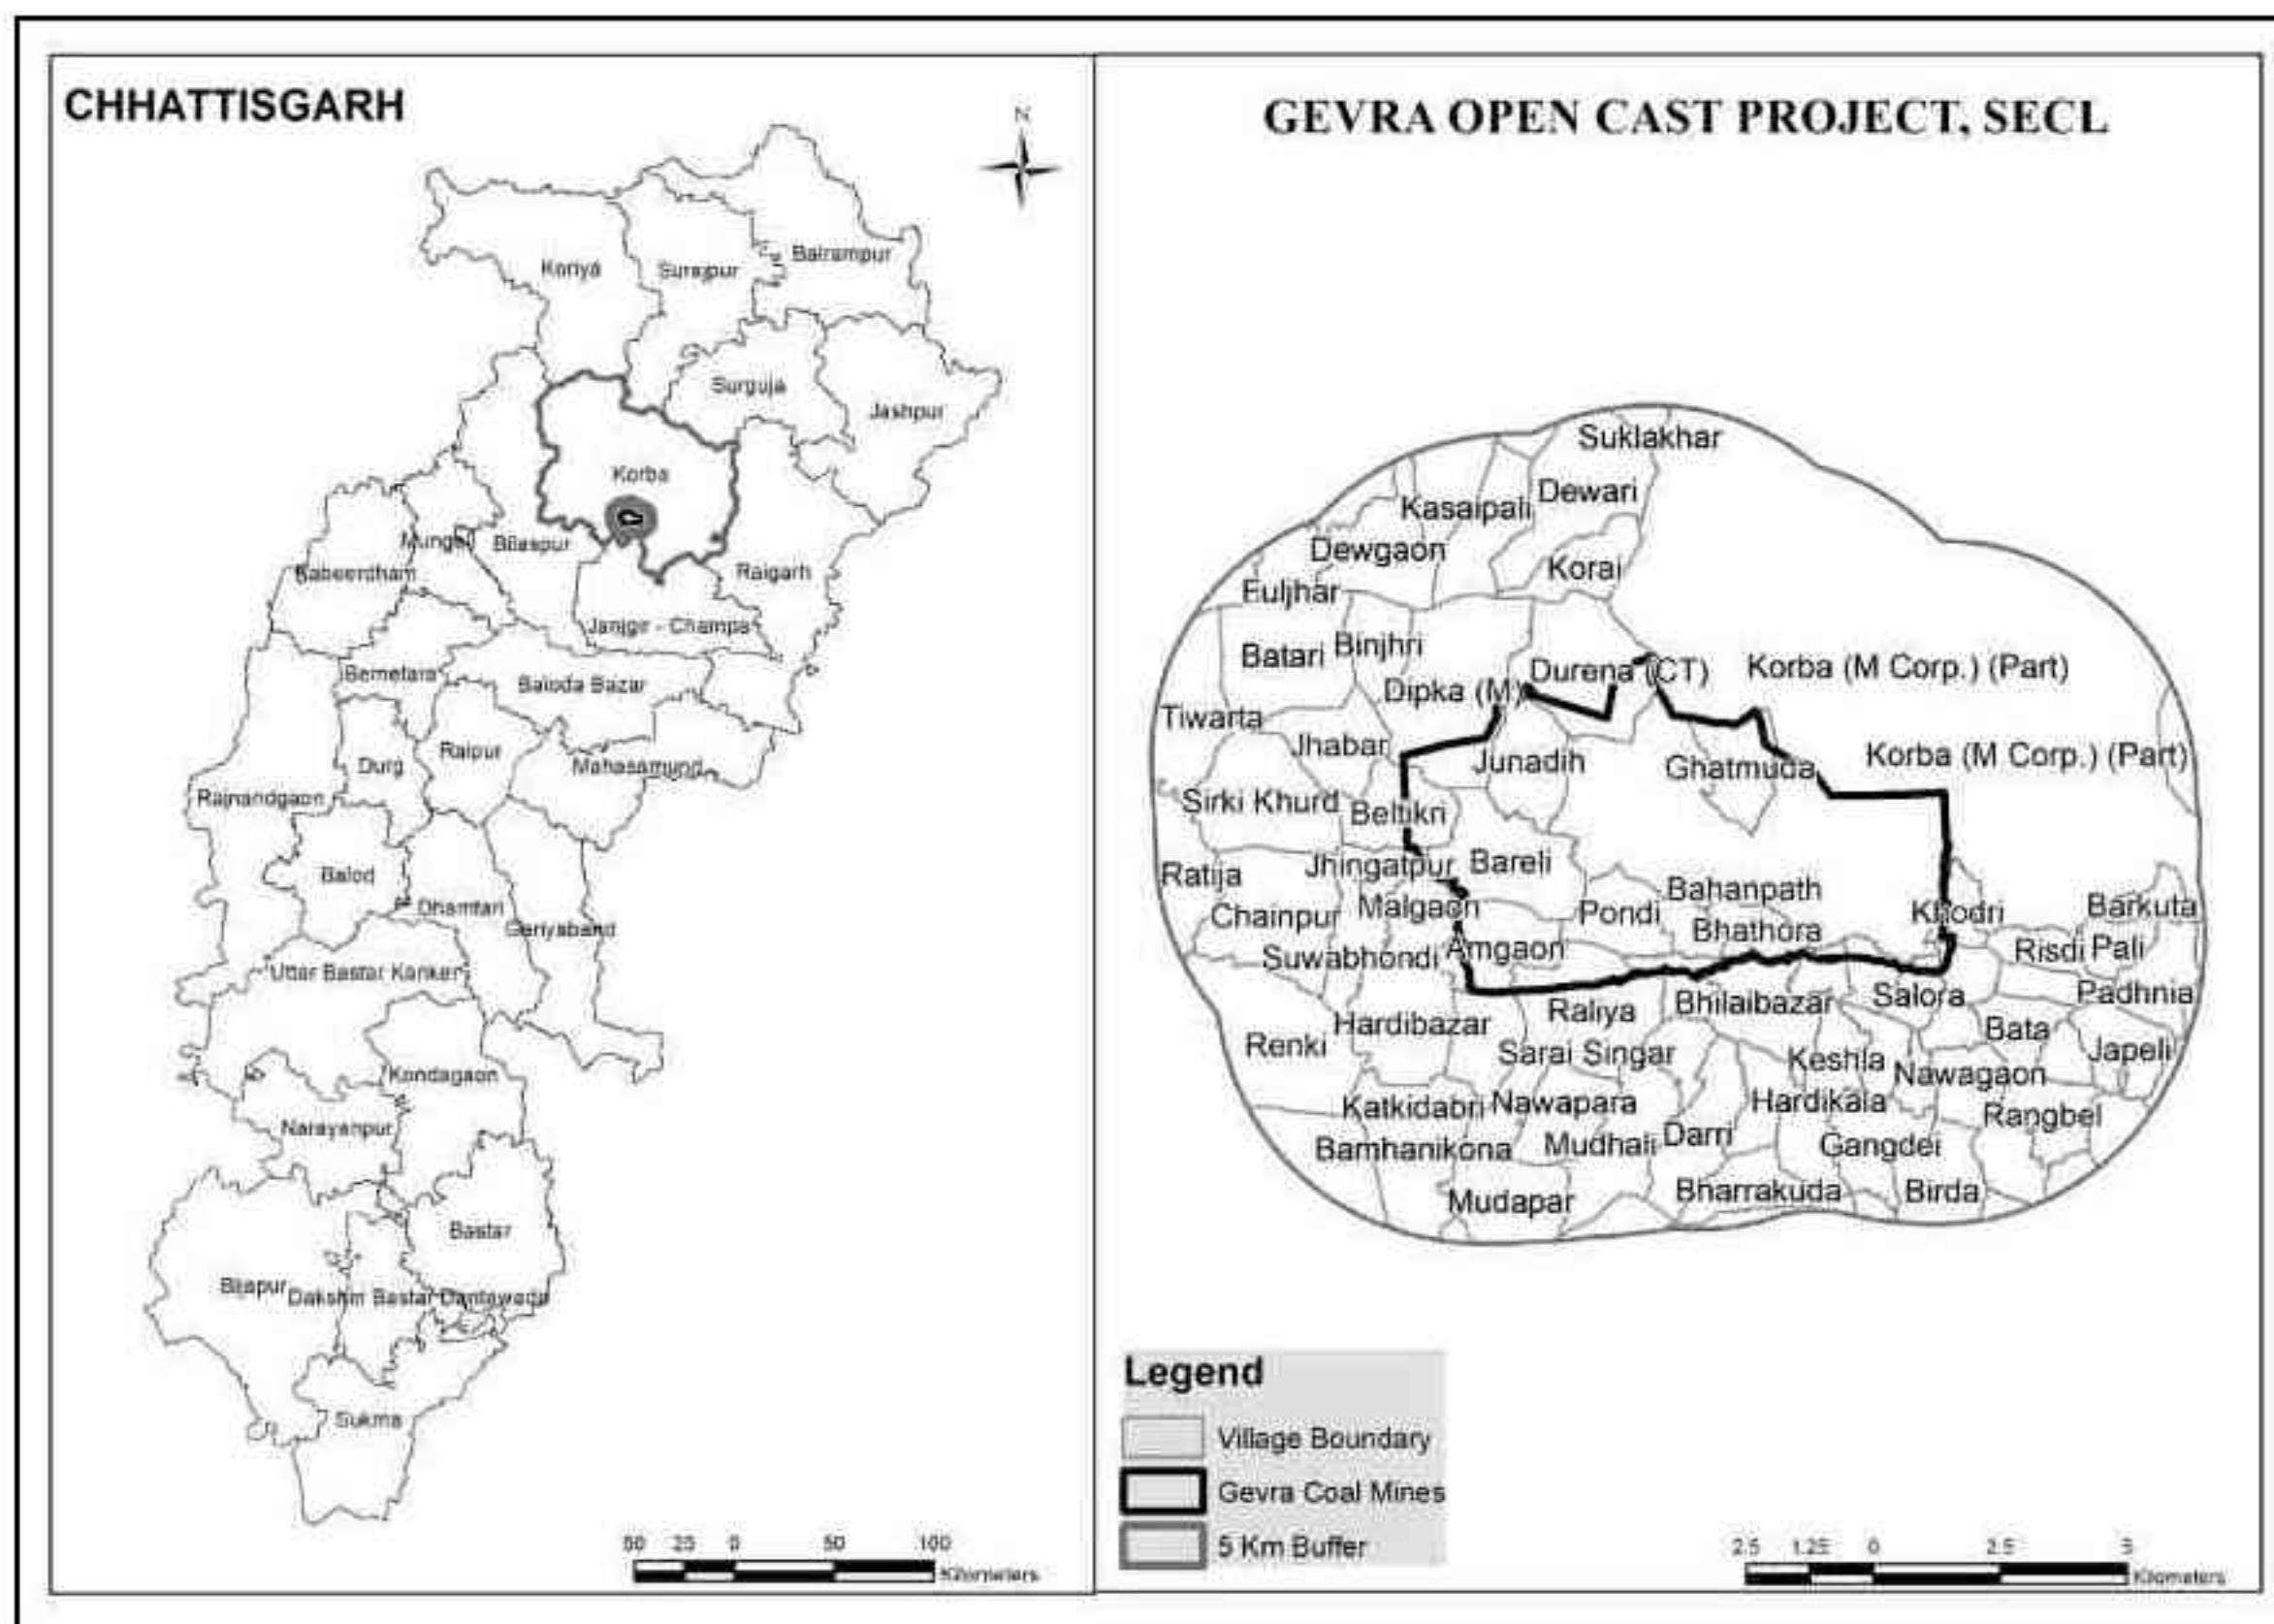 CHHATTISGARH
N
Koriya
Surajpur
Balrampur
Surguja
Jashpur
Korba
Mungeli
Bilaspur
Kabeerdham
Raigarh
Janjgir - Champa
Bemetara
Baloda Bazar
Durg
Raipur
Mahasamund
Rajnandgaon
Balod
Dhamtari
Gariyaband
Uttar Bastar Kanker
Kondagaon
Narayanpur
Bastar
Bijapur
Dakshin Bastar Dantewada
Sukma
50 25 0 50 100
Kilometers
GEVRA OPEN CAST PROJECT, SECL
Suklakhar
Kasaipali
Dewari
Dewgaon
Korai
Fuljhar
Batari
Binjhri
Dipka (M)
Durena (CT)
Korba (M Corp.) (Part)
Tiwarta
Jhabar
Junadih
Ghatmuda
Korba (M Corp.) (Part)
Sirki Khurd
Beltikri
Ratija
Jhingatpur
Bareli
Bahanpath
Chainpur
Malgaon
Pondi
Bhathora
Khodri
Barkuta
Suwabhondi
Amgaon
Risdi
Pali
Renki
Hardibazar
Raliya
Bhilaibazar
Salora
Padhnia
Sarai Singar
Keshla
Bata
Japeli
Nawagaon
Katkidabri
Nawapara
Hardikala
Rangbel
Bamhanikona
Mudhali
Darri
Gangdei
Mudapar
Bharrakuda
Birda
Legend
Village Boundary
Gevra Coal Mines
5 Km Buffer
2.5 1.25 0 2.5 5
Kilometers